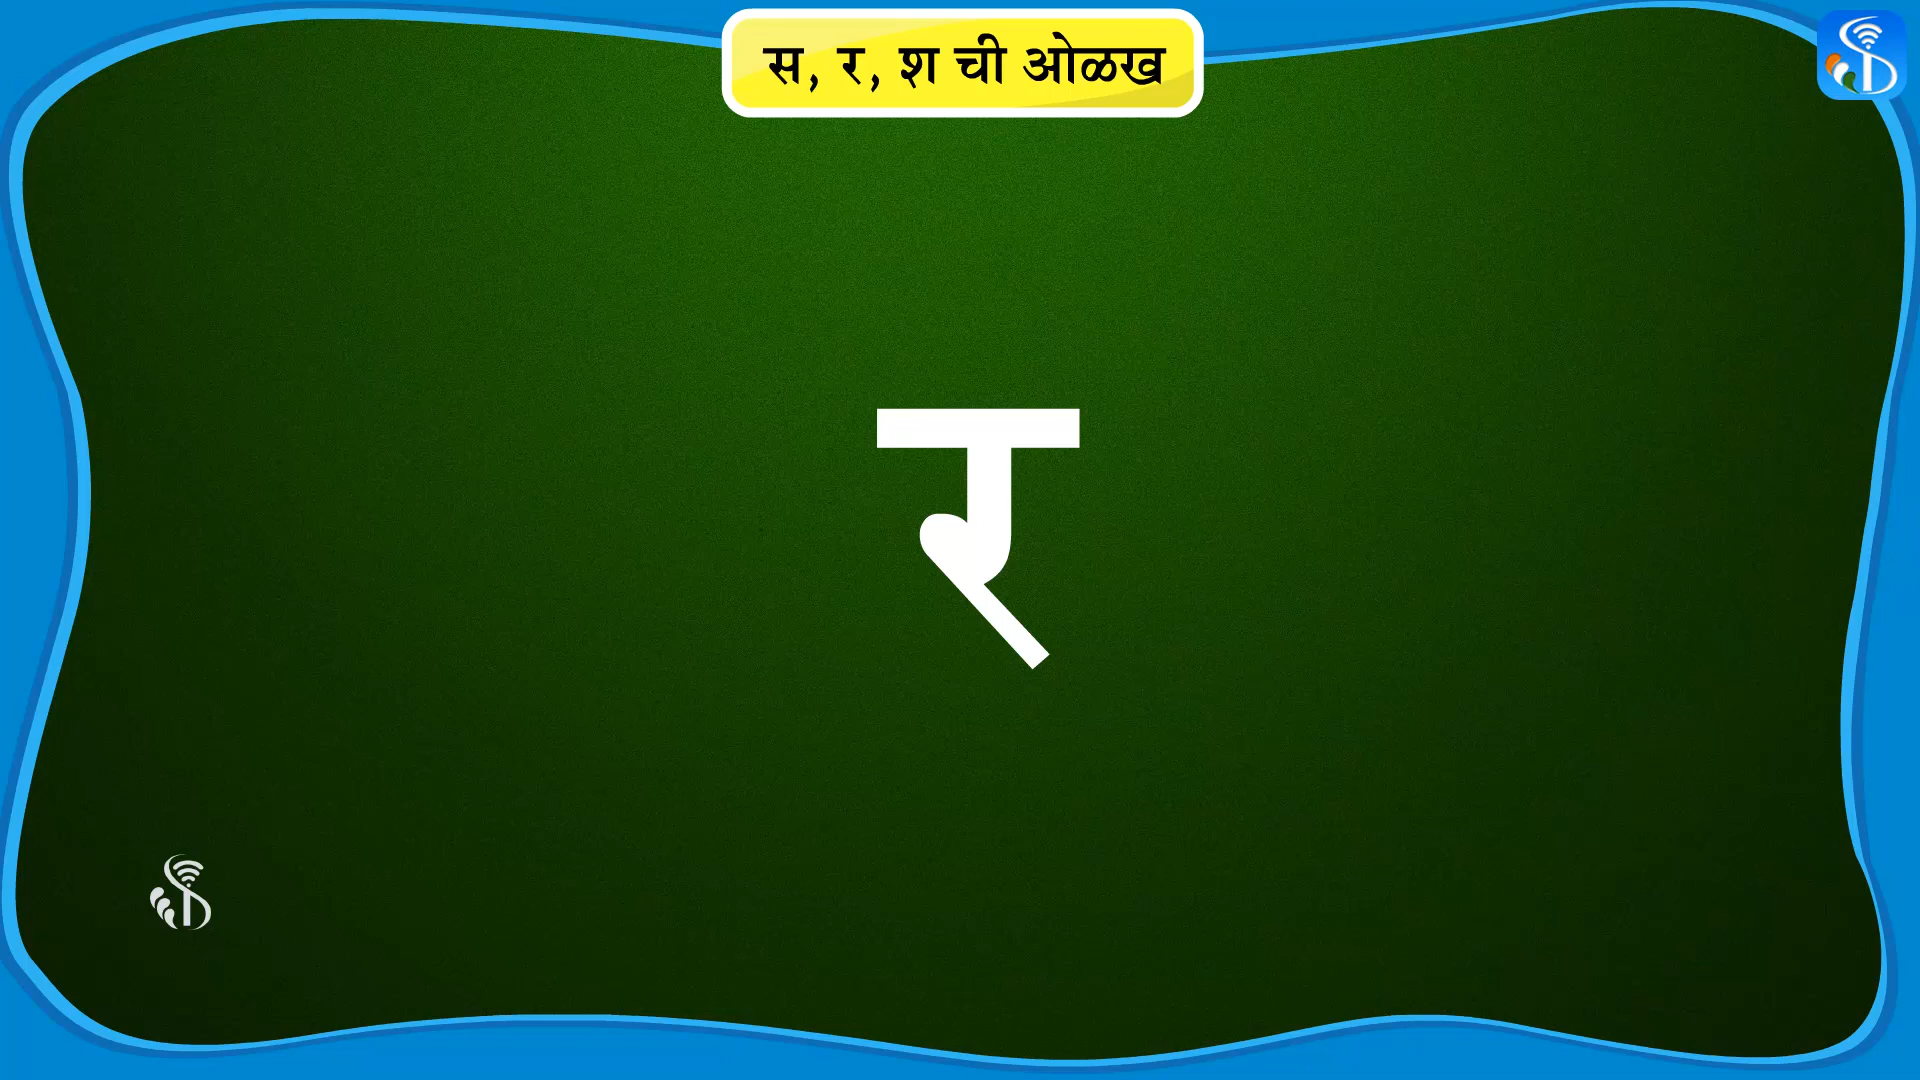 स, र, श ची ओळख
र